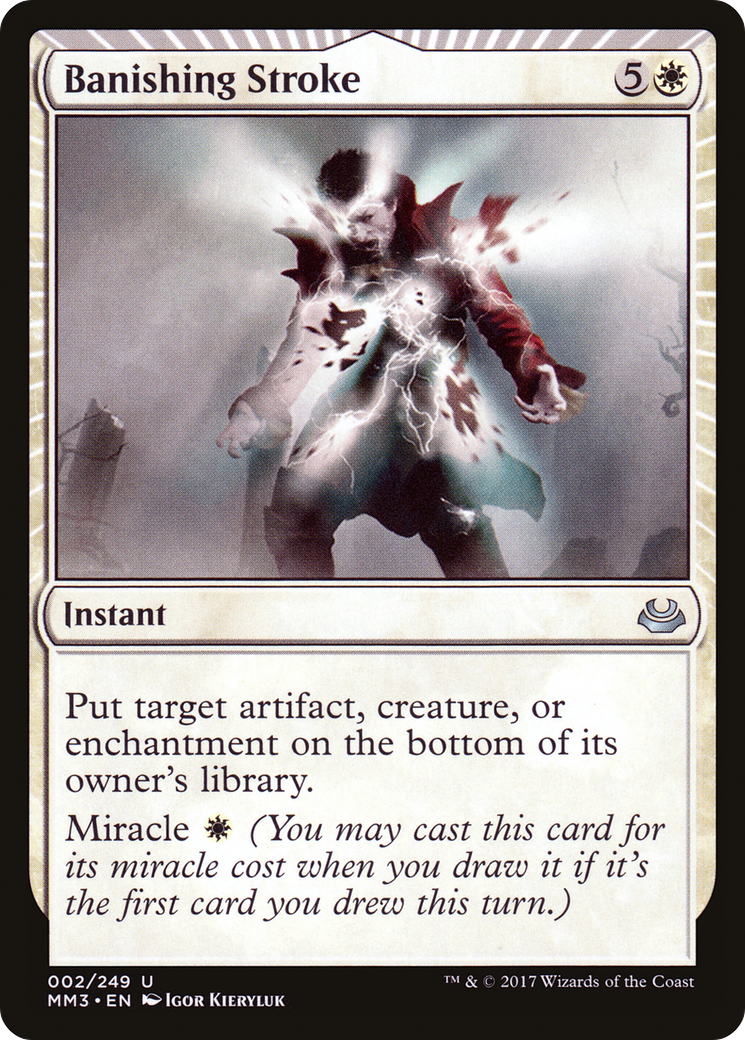 Banishing Stroke 5
Instant
Put target artifact, creature, or
enchantment on the bottom of its
owner's library.
Miracle (You may cast this card for
its miracle cost when you draw it if it's
the first card you drew this turn.)
002/249 U
MM3 • EN Igor Kieryluk
™ & © 2017 Wizards of the Coast